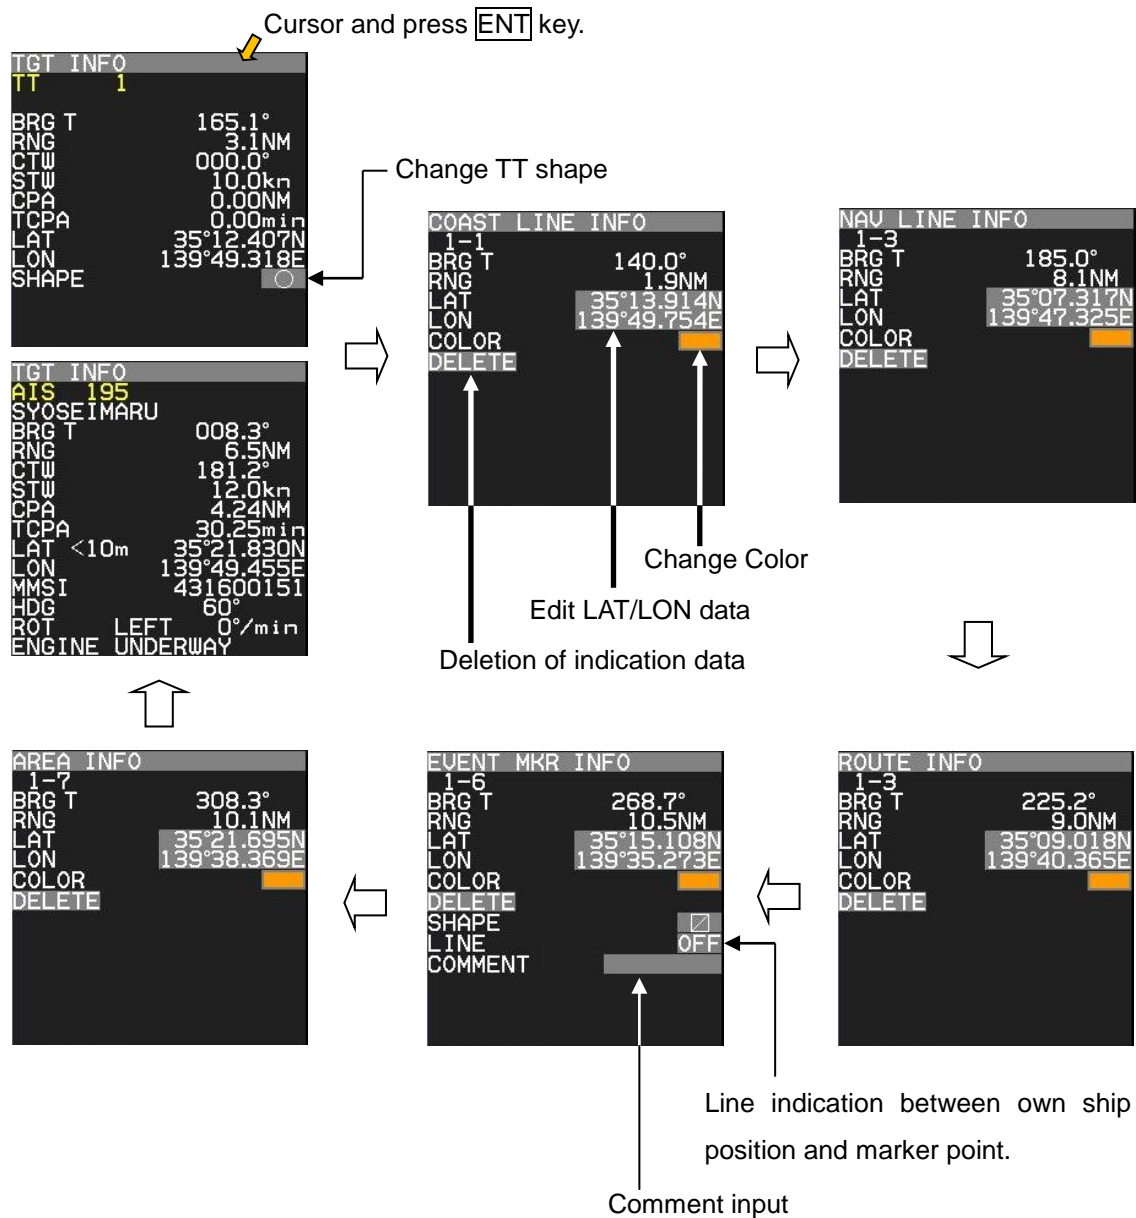 Cursor and press ENT key.
TGT INFO
TT 1
BRG T 165.1°
RNG 3.1NM
CTW 000.0°
STW 10.0kn
CPA 0.00NM
TCPA 0.00min
LAT 35°12.407N
LON 139°49.318E
SHAPE
Change TT shape
COAST LINE INFO
1-1
BRG T 140.0°
RNG 1.9NM
LAT 35°13.914N
LON 139°49.754E
COLOR
DELETE
Change Color
Edit LAT/LON data
Deletion of indication data
NAV LINE INFO
1-3
BRG T 185.0°
RNG 8.1NM
LAT 35°07.317N
LON 139°47.325E
COLOR
DELETE
TGT INFO
AIS 195
SYOSEIMARU
BRG T 008.3°
RNG 6.5NM
CTW 181.2°
STW 12.0kn
CPA 4.24NM
TCPA 30.25min
LAT <10m 35°21.830N
LON 139°49.455E
MMSI 431600151
HDG 60°
ROT LEFT 0°/min
ENGINE UNDERWAY
AREA INFO
1-7
BRG T 308.3°
RNG 10.1NM
LAT 35°21.695N
LON 139°38.369E
COLOR
DELETE
EVENT MKR INFO
1-6
BRG T 268.7°
RNG 10.5NM
LAT 35°15.108N
LON 139°35.273E
COLOR
DELETE
SHAPE
LINE OFF
COMMENT
ROUTE INFO
1-3
BRG T 225.2°
RNG 9.0NM
LAT 35°09.018N
LON 139°40.365E
COLOR
DELETE
Line indication between own ship
position and marker point.
Comment input